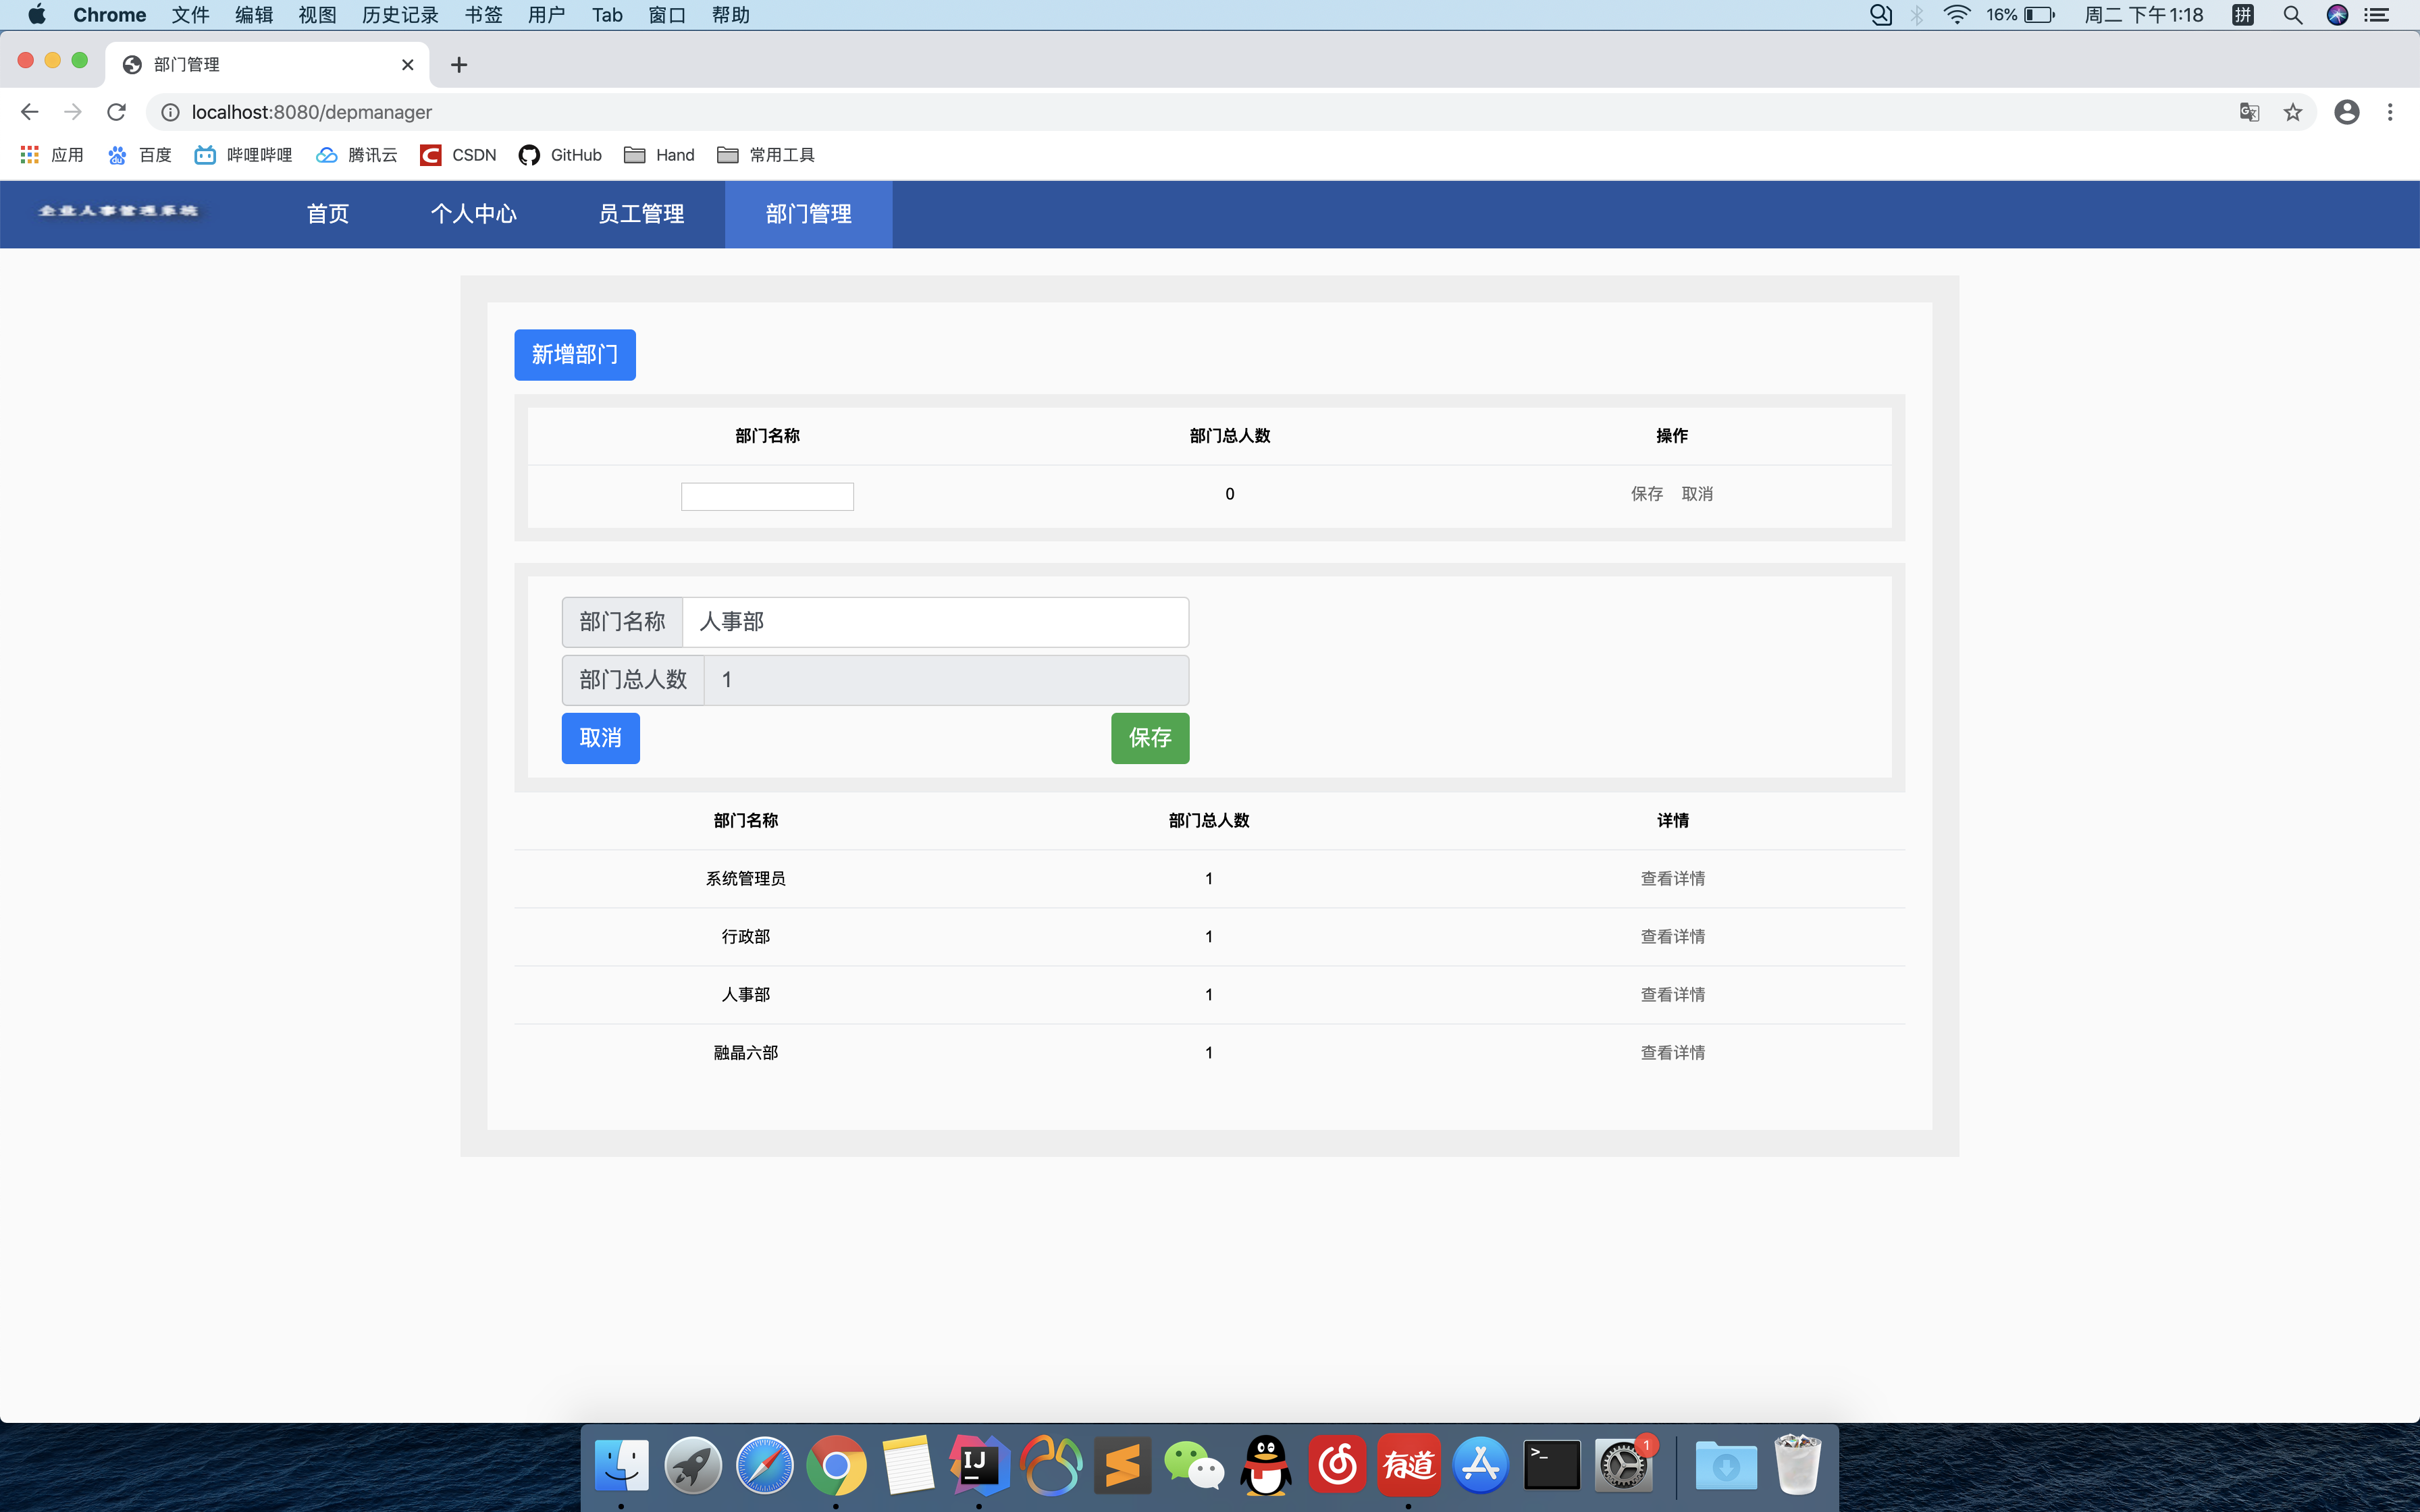 Chrome 文件 编辑 视图 历史记录 书签 用户 Tab 窗口 帮助 16% 周二 下午1:18 拼
部门管理
localhost:8080/depmanager
应用 百度 哔哩哔哩 腾讯云 CSDN GitHub Hand 常用工具
企业人事管理系统 首页 个人中心 员工管理 部门管理
新增部门
部门名称 部门总人数 操作
0 保存 取消
部门名称 人事部
部门总人数 1
取消 保存
部门名称 部门总人数 详情
系统管理员 1 查看详情
行政部 1 查看详情
人事部 1 查看详情
融晶六部 1 查看详情
IJ 有道 >_ 1